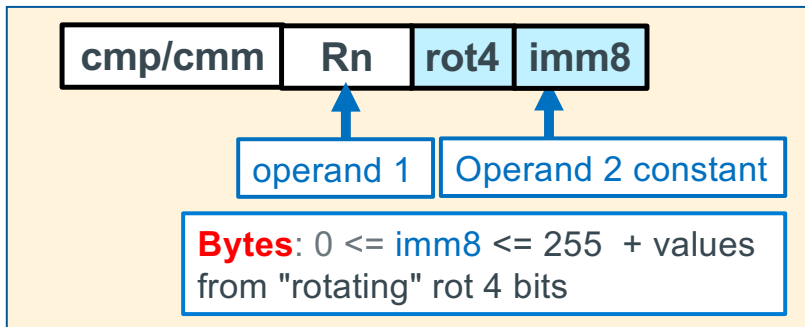 cmp/cmm Rn rot4 imm8
operand 1 Operand 2 constant
Bytes: 0 <= imm8 <= 255 + values
from "rotating" rot 4 bits